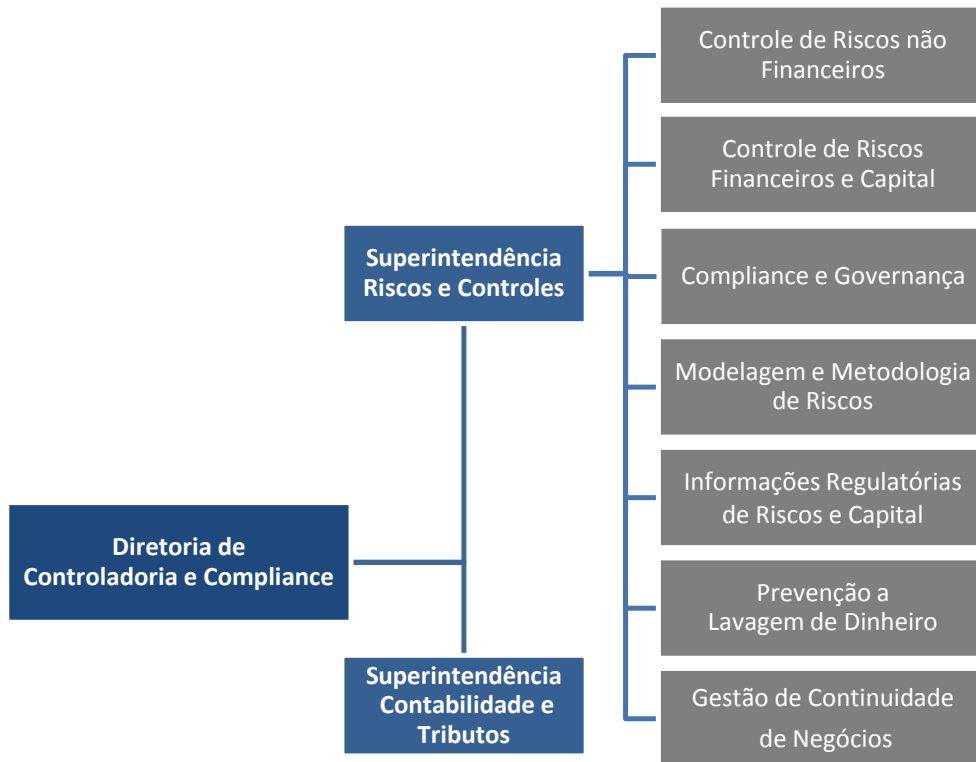 Controle de Riscos não
Financeiros
Controle de Riscos
Financeiros e Capital
Superintendência
Riscos e Controles
Compliance e Governança
Modelagem e Metodologia
de Riscos
Informações Regulatórias
de Riscos e Capital
Diretoria de
Controladoria e Compliance
Prevenção a
Lavagem de Dinheiro
Superintendência
Contabilidade e
Tributos
Gestão de Continuidade
de Negócios